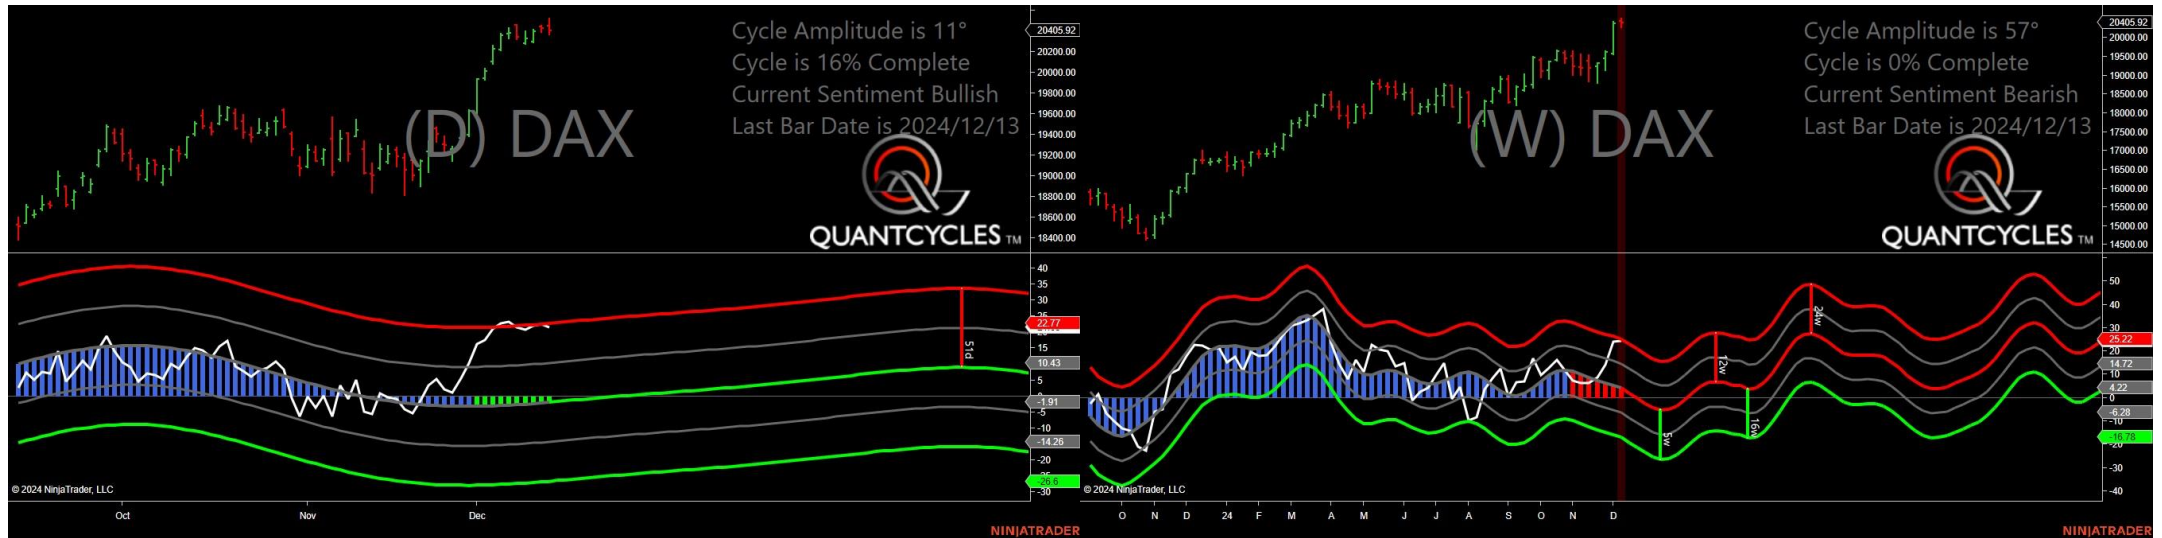 Cycle Amplitude is 11°
Cycle is 16% Complete
Current Sentiment Bullish
Last Bar Date is 2024/12/13
(D) DAX
QUANTCYCLES TM
20405.92
20200.00
20000.00
19800.00
19600.00
19400.00
19200.00
19000.00
18800.00
18600.00
18400.00
40
35
30
22.77
15
10.43
5
0
-1.91
-5
-10
-14.26
-20
-26.6
-30
51d
© 2024 NinjaTrader, LLC
Oct Nov Dec
NINJATRADER
Cycle Amplitude is 57°
Cycle is 0% Complete
Current Sentiment Bearish
Last Bar Date is 2024/12/13
(W) DAX
QUANTCYCLES TM
20405.92
20000.00
19500.00
19000.00
18500.00
18000.00
17500.00
17000.00
16500.00
16000.00
15500.00
15000.00
14500.00
50
40
30
25.22
20
14.72
10
4.22
0
-6.28
-10
-16.78
-20
-30
-40
5w
12w
16w
24w
© 2024 NinjaTrader, LLC
O N D 24 F M A M J J A S O N D
NINJATRADER